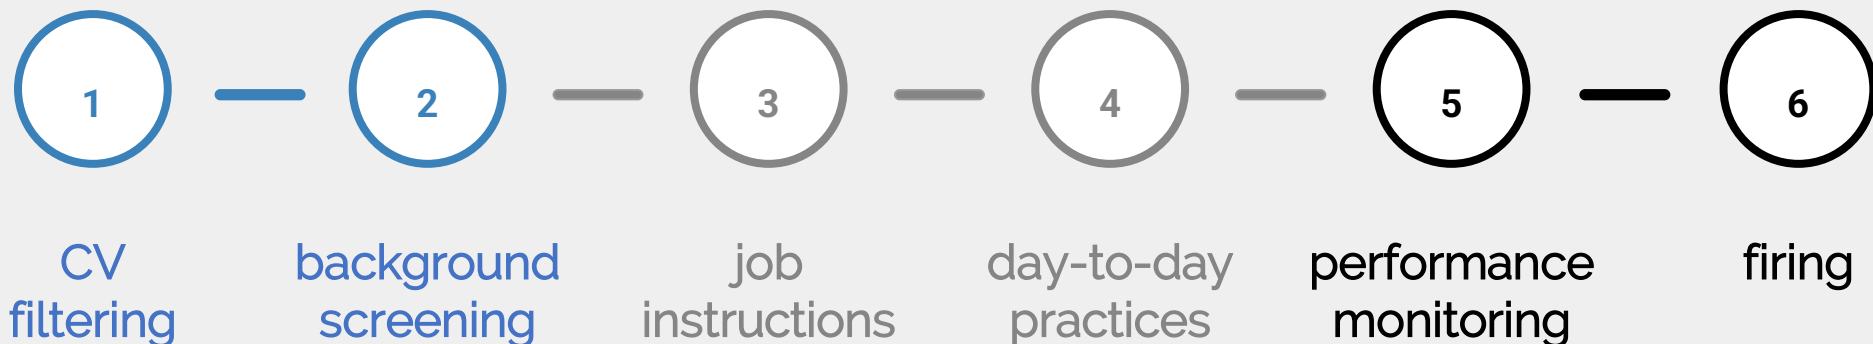 1
2
3
4
5
6
CV
filtering
background
screening
job
instructions
day-to-day
practices
performance
monitoring
firing